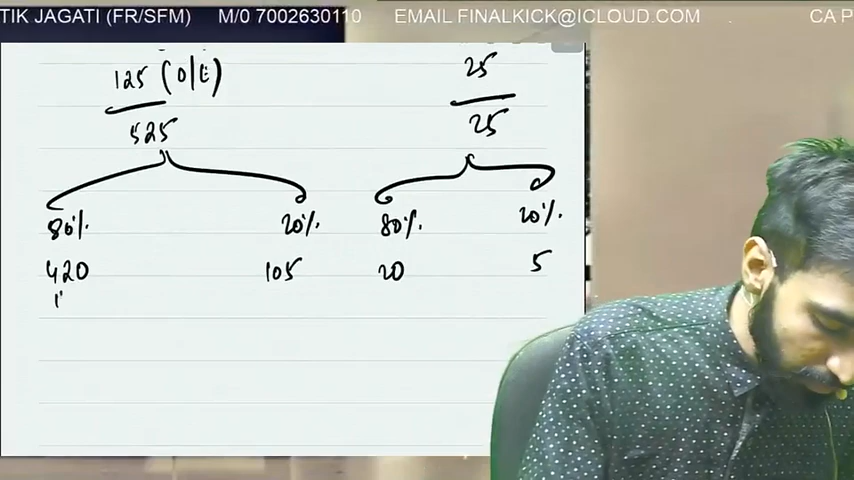 TIK JAGATI (FR/SFM) M/0 7002630110 EMAIL FINALKICK@ICLOUD.COM CA P
125 (O/E) 25
525 25
80% 20% 80% 20%
420 105 20 5